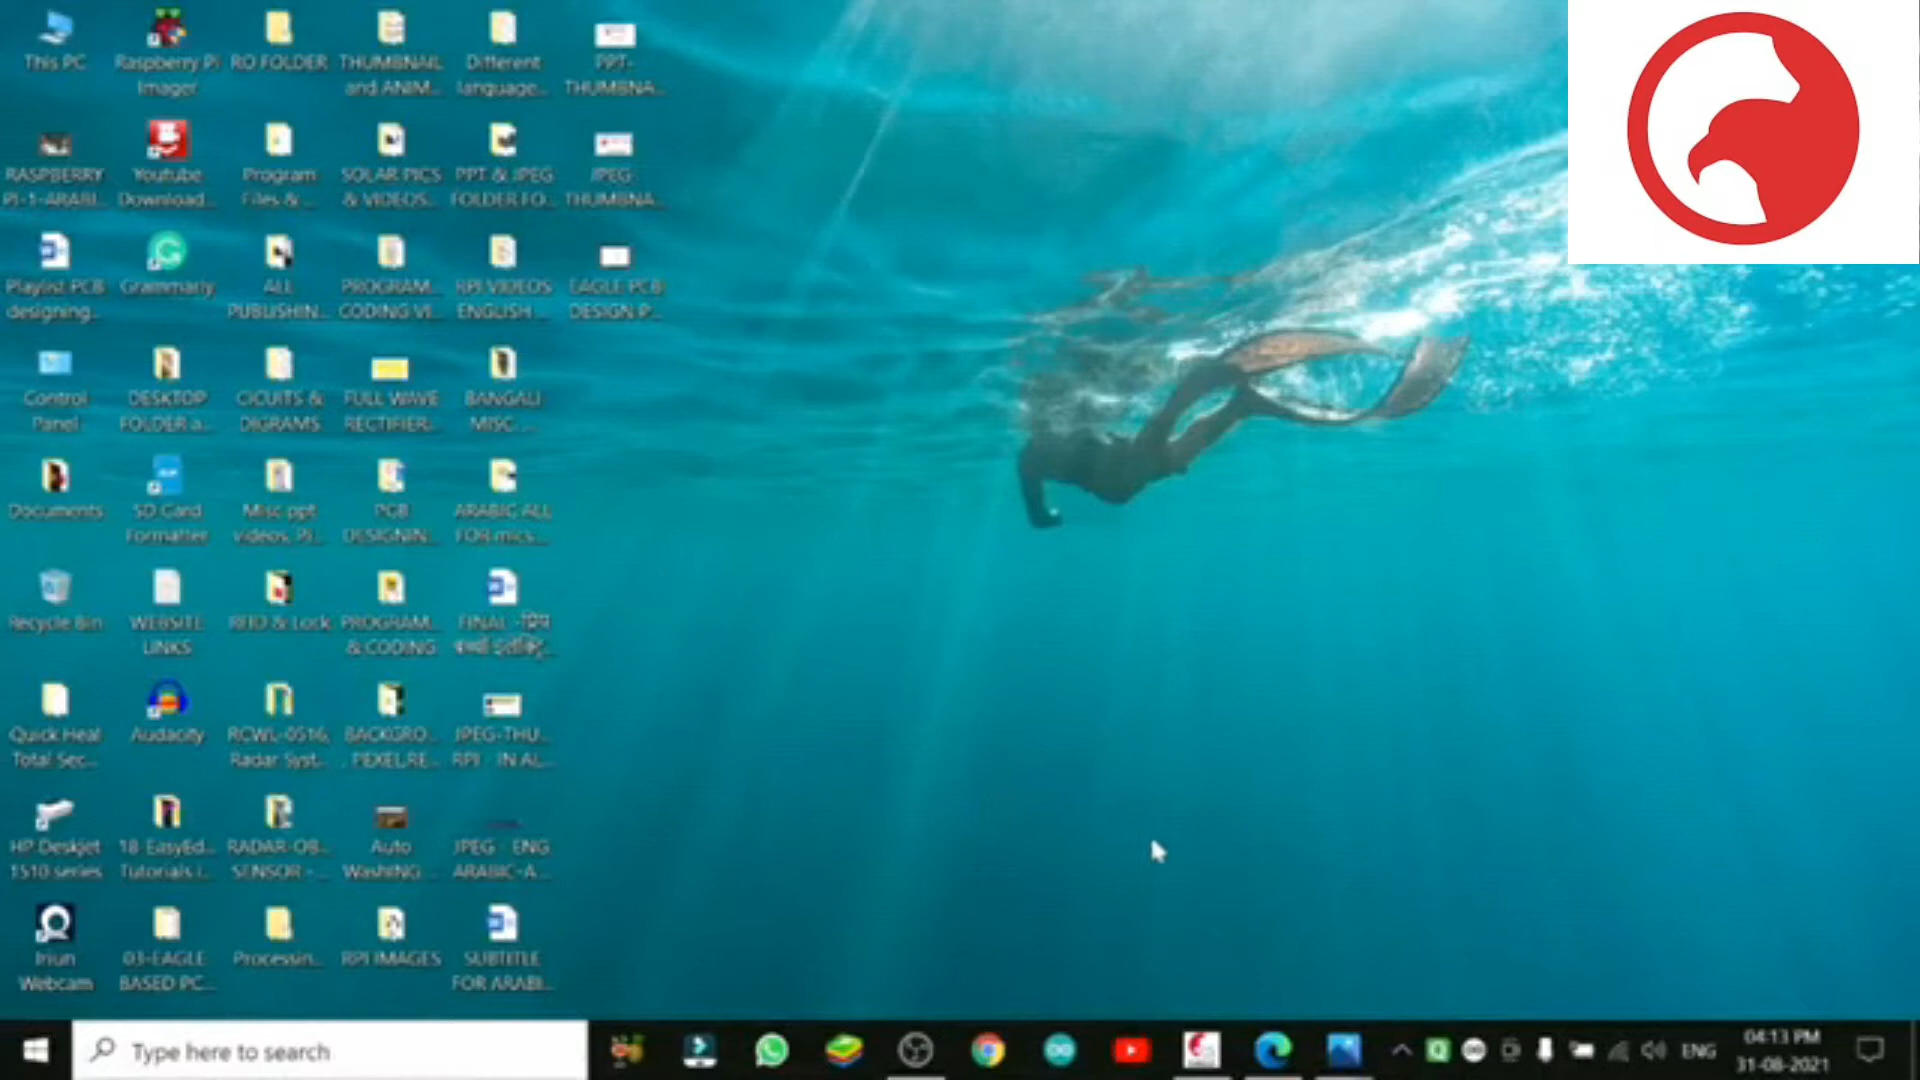 This PC
Raspberry Pi
Imager
RO FOLDER
THUMBNAIL
and ANIM...
Different
language...
PPT-
THUMBNA...
RASPBERRY
PI-1-ARABI...
Youtube
Download...
Program
Files & ...
SOLAR PICS
& VIDEOS...
PPT & JPEG
FOLDER FO...
JPEG-
THUMBNA...
Playlist PCB
designing...
Grammarly
ALL
PUBLISHIN...
PROGRAM...
CODING VI...
RPI VIDEOS
ENGLISH ...
EAGLE PCB
DESIGN P...
Control
Panel
DESKTOP
FOLDER a...
CICUITS &
DIGRAMS
FULL WAVE
RECTIFIER...
BANGALI
MISC ...
Documents
SD Card
Formatter
Misc ppt
videos, Pi...
PCB
DESIGNIN...
ARABIC ALL
FOR mics...
Recycle Bin
WEBSITE
LINKS
RFID & Lock
PROGRAM...
& CODING
FINAL -
Quick Heal
Total Sec...
Audacity
RCWL-0516,
Radar Syst...
BACKGRO...
, PEXEL,RE...
JPEG-THU...
RPI IN AL...
HP Deskjet
1510 series
18-EasyEd...
Tutorials i...
RADAR-OB...
SENSOR -...
Auto
WashING ...
JPEG ENG
ARABIC-A...
Iriun
Webcam
03-EAGLE
BASED PC...
Processin...
RPI IMAGES
SUBTITLE
FOR ARABI...
Type here to search
ENG
04:13 PM
31-08-2021